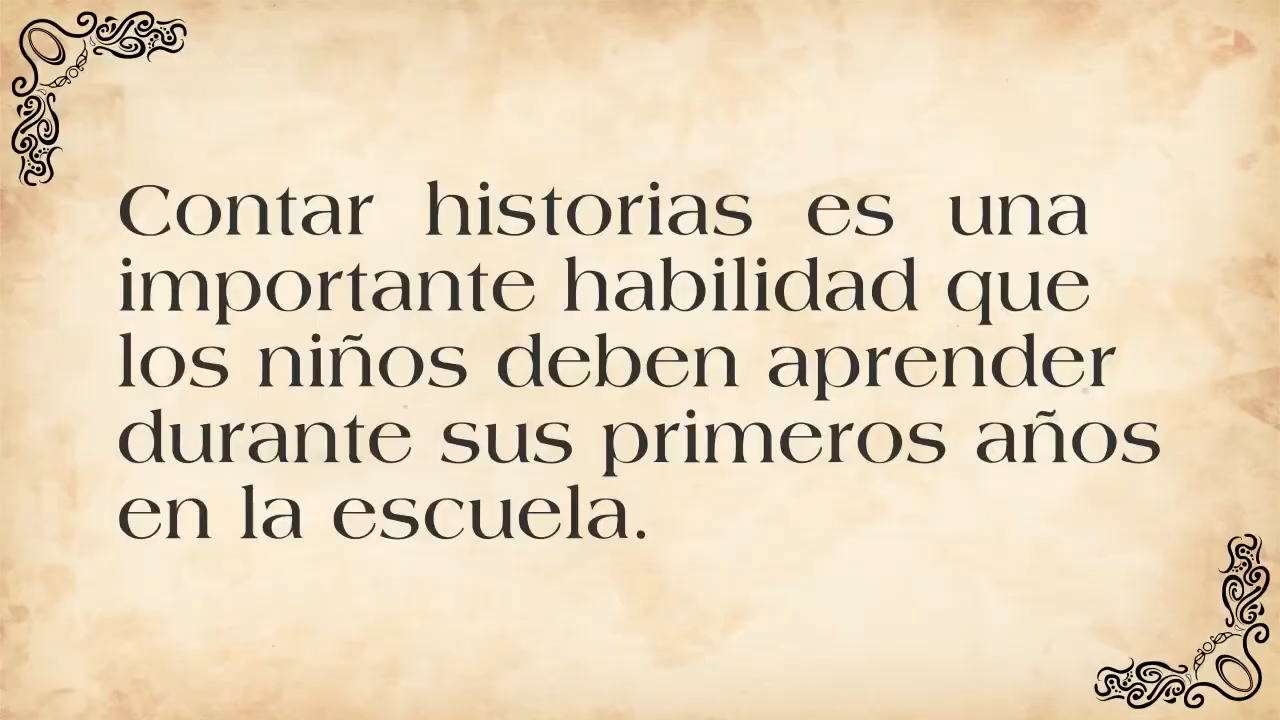 Contar historias es una
importante habilidad que
los niños deben aprender
durante sus primeros años
en la escuela.